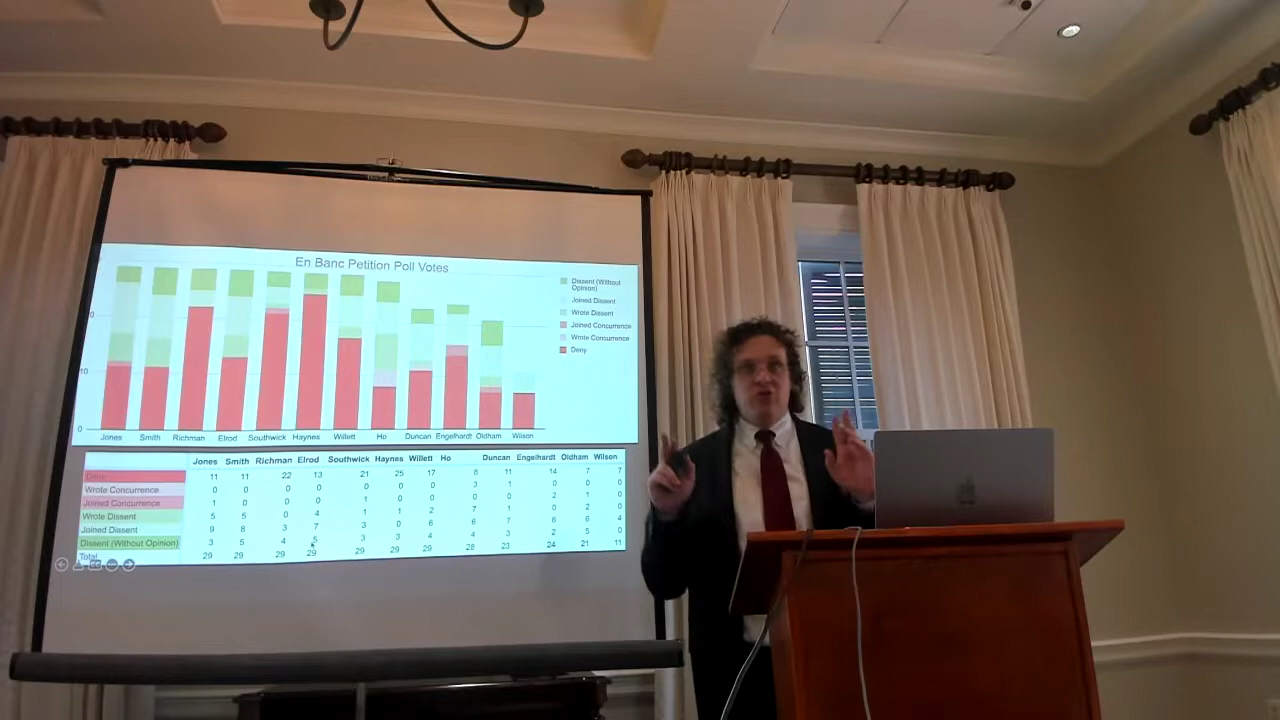 En Banc Petition Poll Votes
Dissent (Without
Opinion)
Joined Dissent
Wrote Dissent
Joined Concurrence
Wrote Concurrence
Deny
0
10
0
Jones Smith Richman Elrod Southwick Haynes Willett Ho Duncan Engelhardt Oldham Wilson
Jones Smith Richman Elrod Southwick Haynes Willett Ho Duncan Engelhardt Oldham Wilson
Deny 11 11 22 13 21 25 17 8 11 14 7 7
Wrote Concurrence 0 0 0 0 0 0 0 3 1 0 0 0
Joined Concurrence 1 0 0 0 1 0 0 0 0 2 1 0
Wrote Dissent 5 5 0 4 1 1 2 7 1 0 2 0
Joined Dissent 9 8 3 7 3 0 6 6 7 6 6 4
Dissent (Without Opinion) 3 5 4 5 3 3 4 4 3 2 5 0
Total 29 29 29 29 29 29 29 28 23 24 21 11